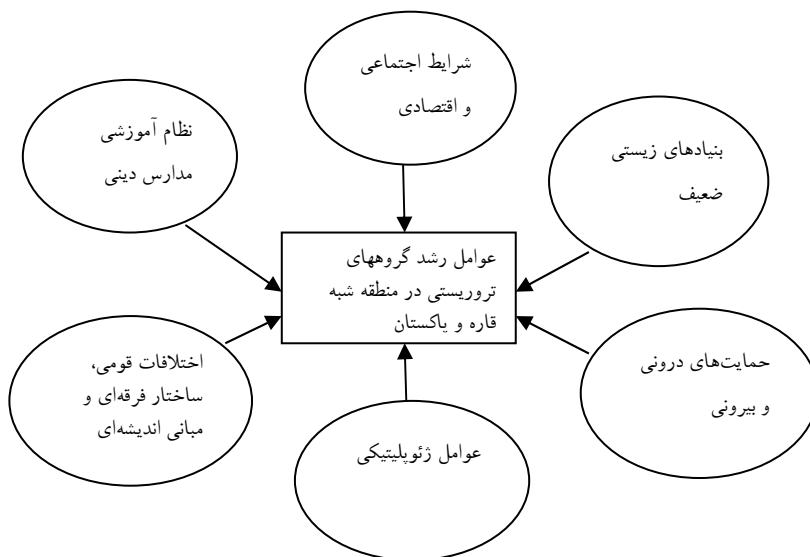 شرایط اجتماعی
و اقتصادی
نظام آموزشی
مدارس دینی
بنیادهای زیستی
ضعیف
عوامل رشد گروههای
تروریستی در منطقه شبه
قاره و پاکستان
اختلافات قومی،
ساختار فرقه‌ای و
مبانی اندیشه‌ای
حمایت‌های درونی
و بیرونی
عوامل ژئوپلیتیکی